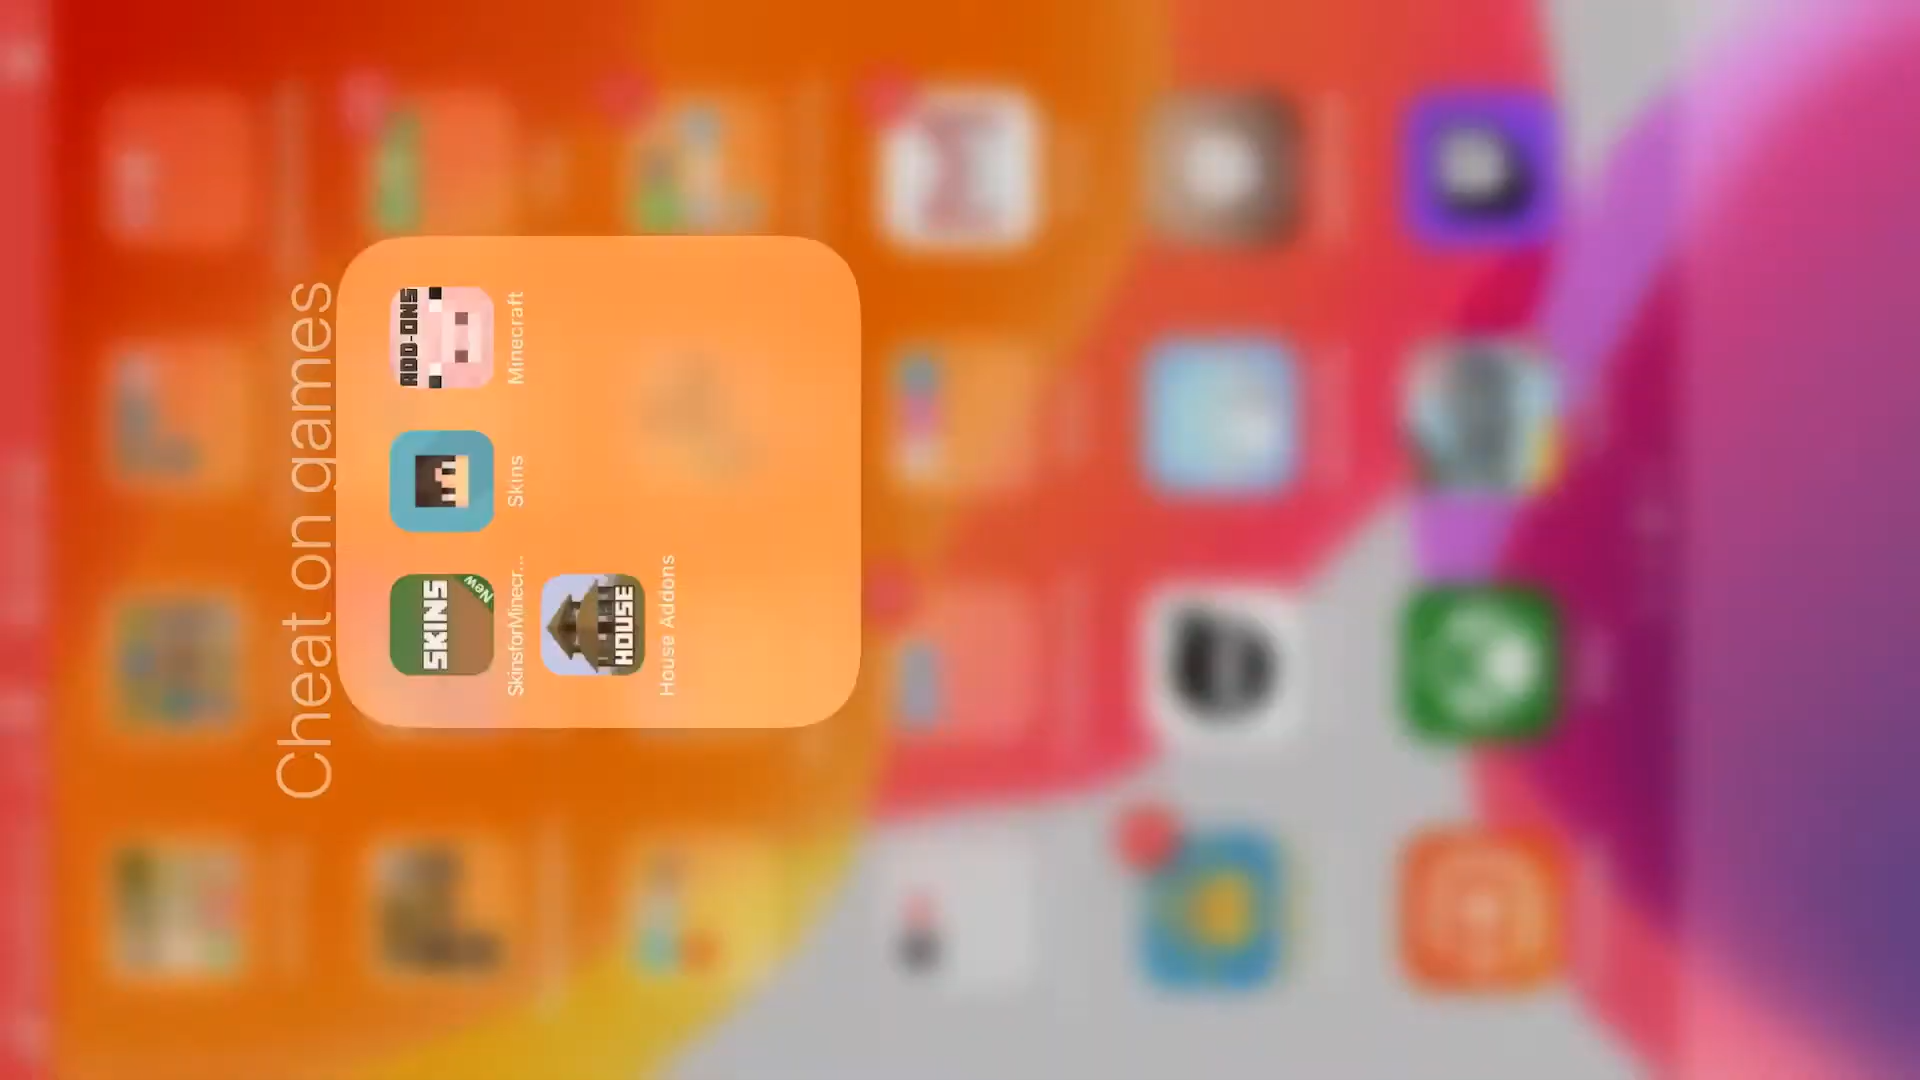 Cheat on games
SKINS
New
SkinsforMinecr...
Skins
ADD-ONS
Minecraft
HOUSE
House Addons